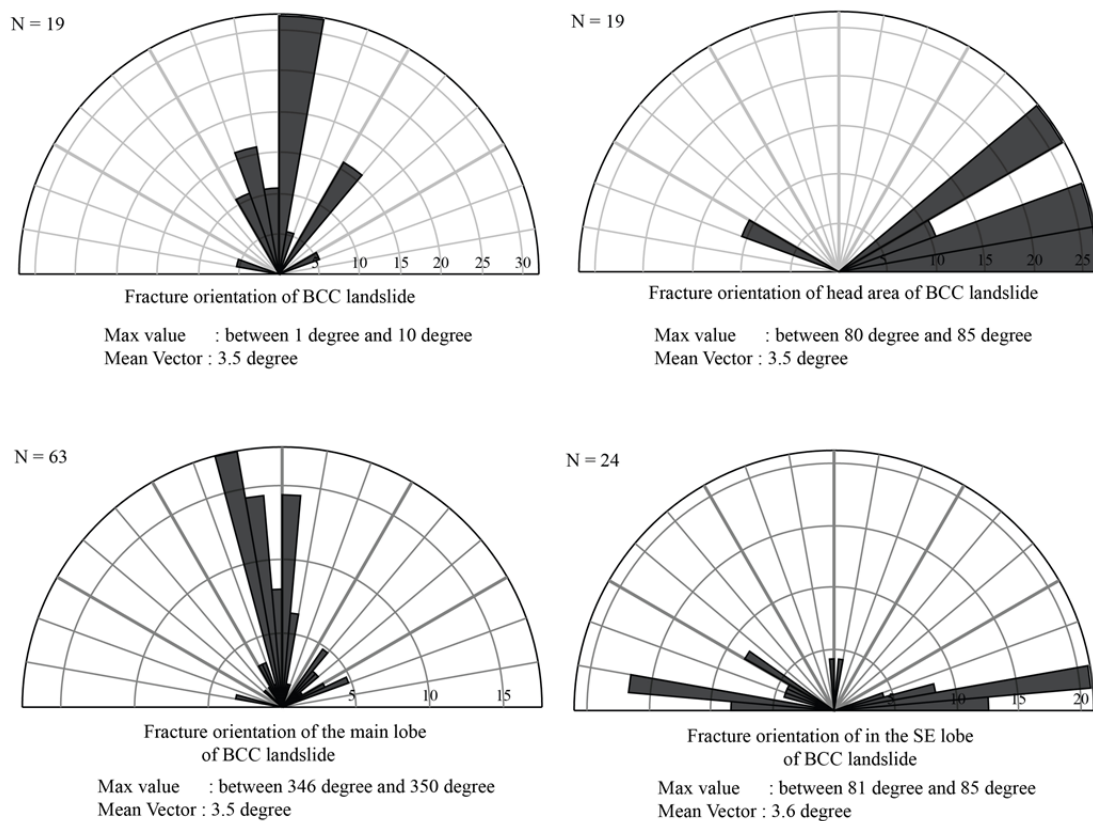 N = 19
5 10 15 20 25 30
Fracture orientation of BCC landslide
Max value : between 1 degree and 10 degree
Mean Vector : 3.5 degree
N = 19
5 10 15 20 25
Fracture orientation of head area of BCC landslide
Max value : between 80 degree and 85 degree
Mean Vector : 3.5 degree
N = 63
5 10 15
Fracture orientation of the main lobe
of BCC landslide
Max value : between 346 degree and 350 degree
Mean Vector : 3.5 degree
N = 24
5 10 15 20
Fracture orientation of in the SE lobe
of BCC landslide
Max value : between 81 degree and 85 degree
Mean Vector : 3.6 degree